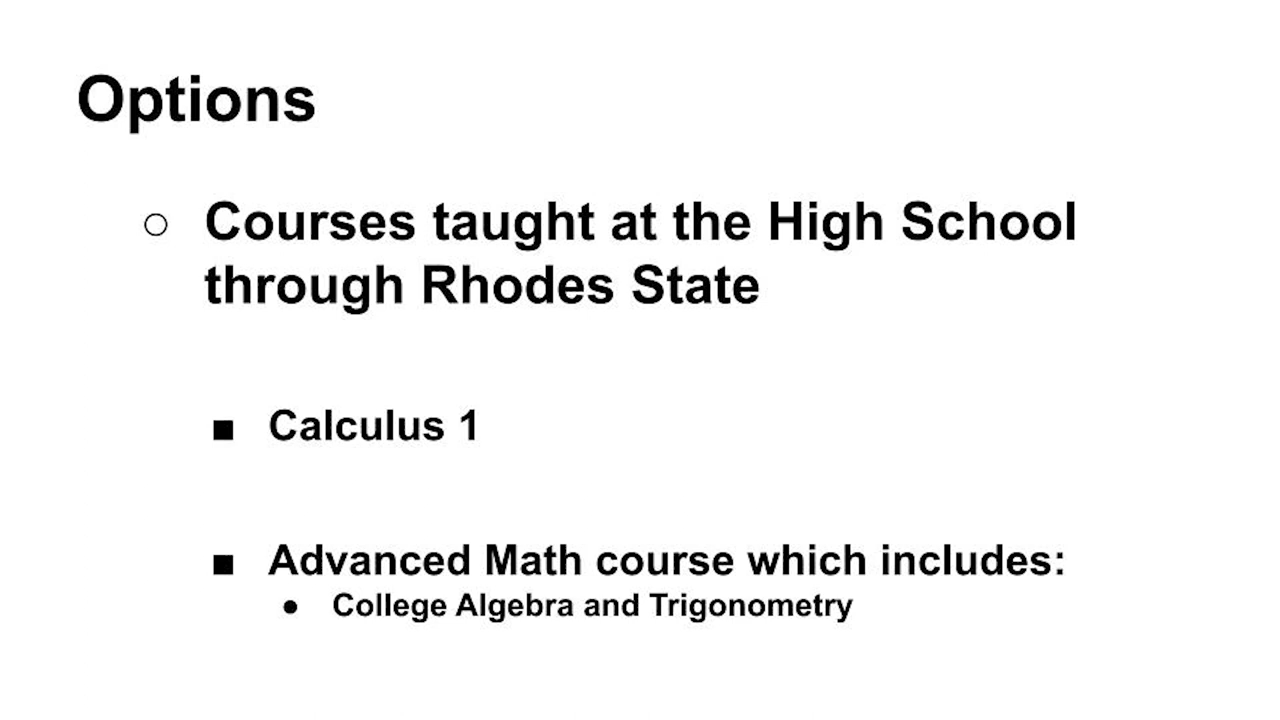 Options
○ Courses taught at the High School
through Rhodes State
■ Calculus 1
■ Advanced Math course which includes:
● College Algebra and Trigonometry